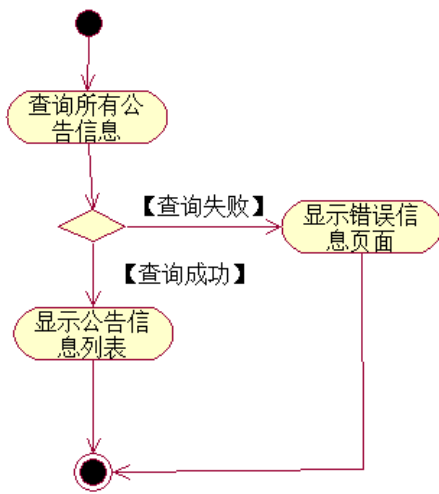 查询所有公
告信息
【查询失败】
显示错误信
息页面
【查询成功】
显示公告信
息列表